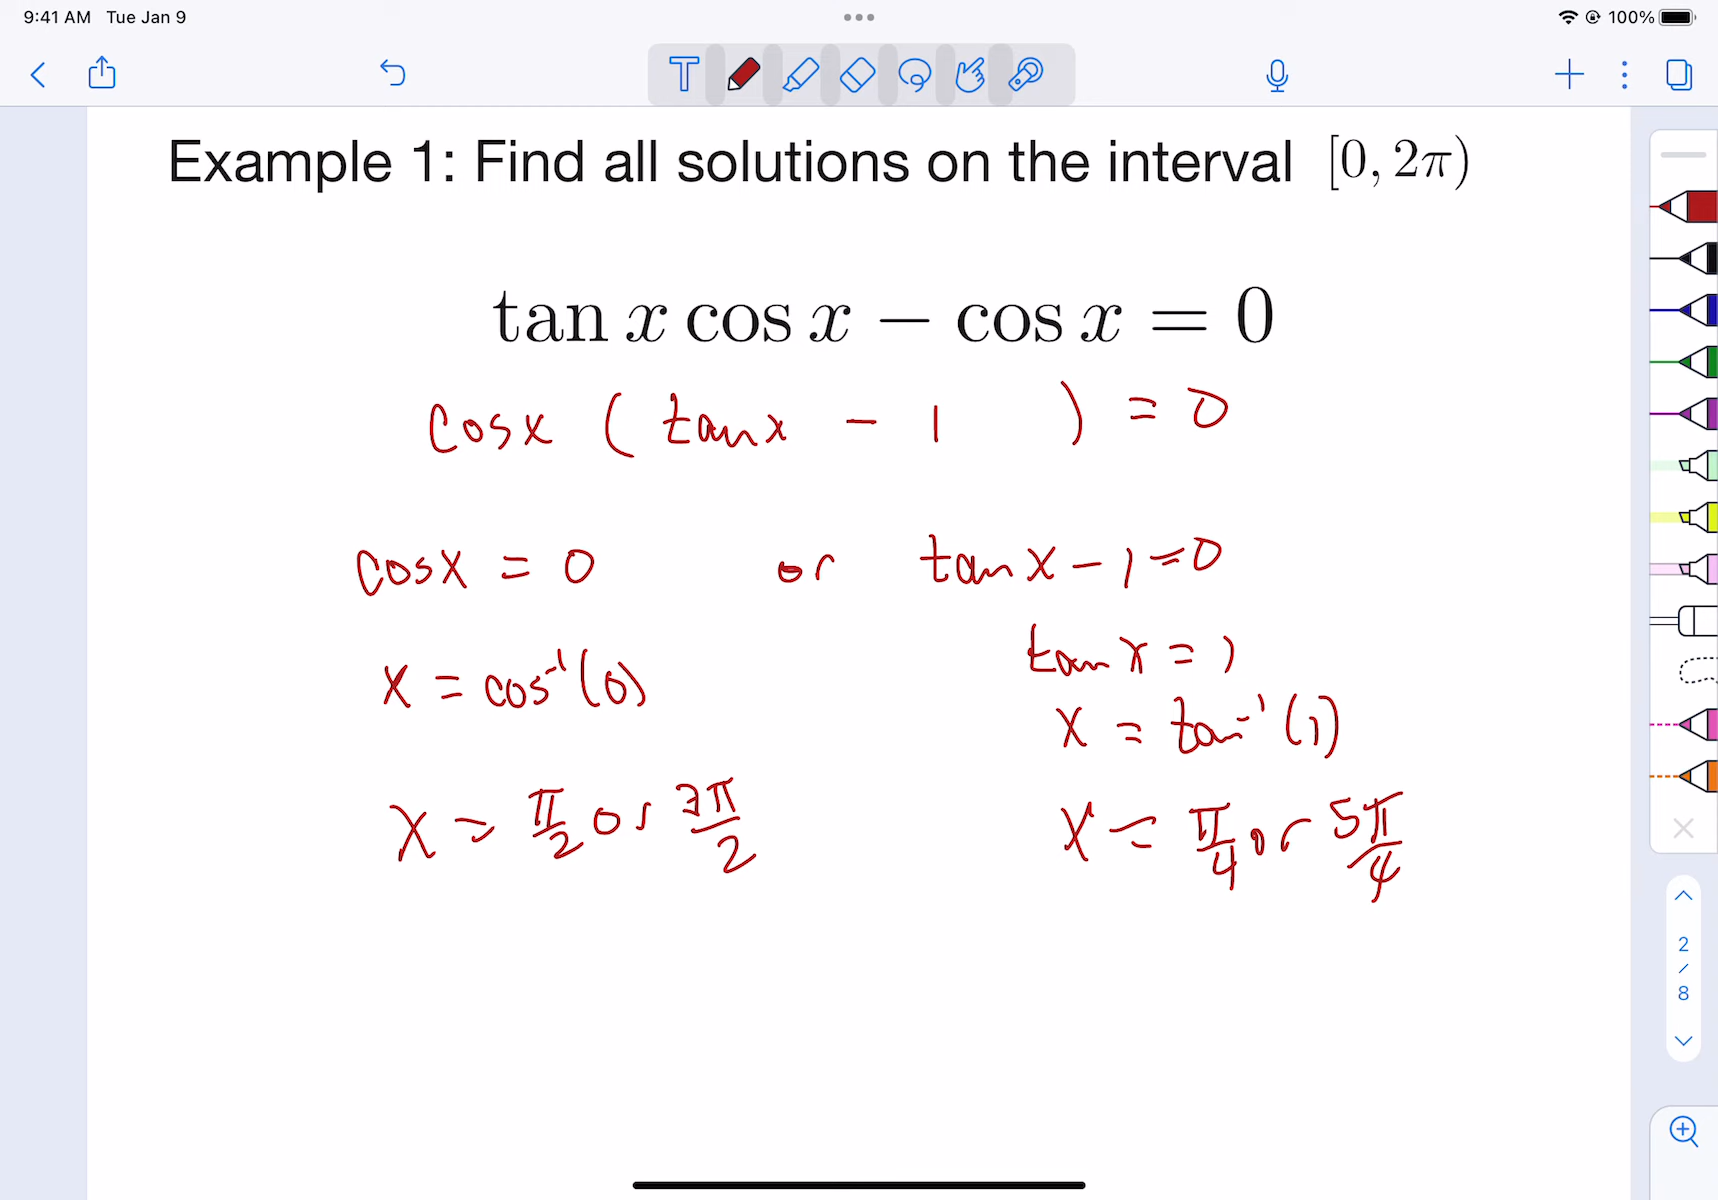 9:41 AM Tue Jan 9 100%
Example 1: Find all solutions on the interval [0, 2π)
tan x cos x − cos x = 0
cosx ( tanx − 1 ) = 0
cosx = 0 or tanx − 1 = 0
tanx = 1
x = cos⁻¹(0)
x = tan⁻¹(1)
x = π/2 or 3π/2
x = π/4 or 5π/4
2
/
8